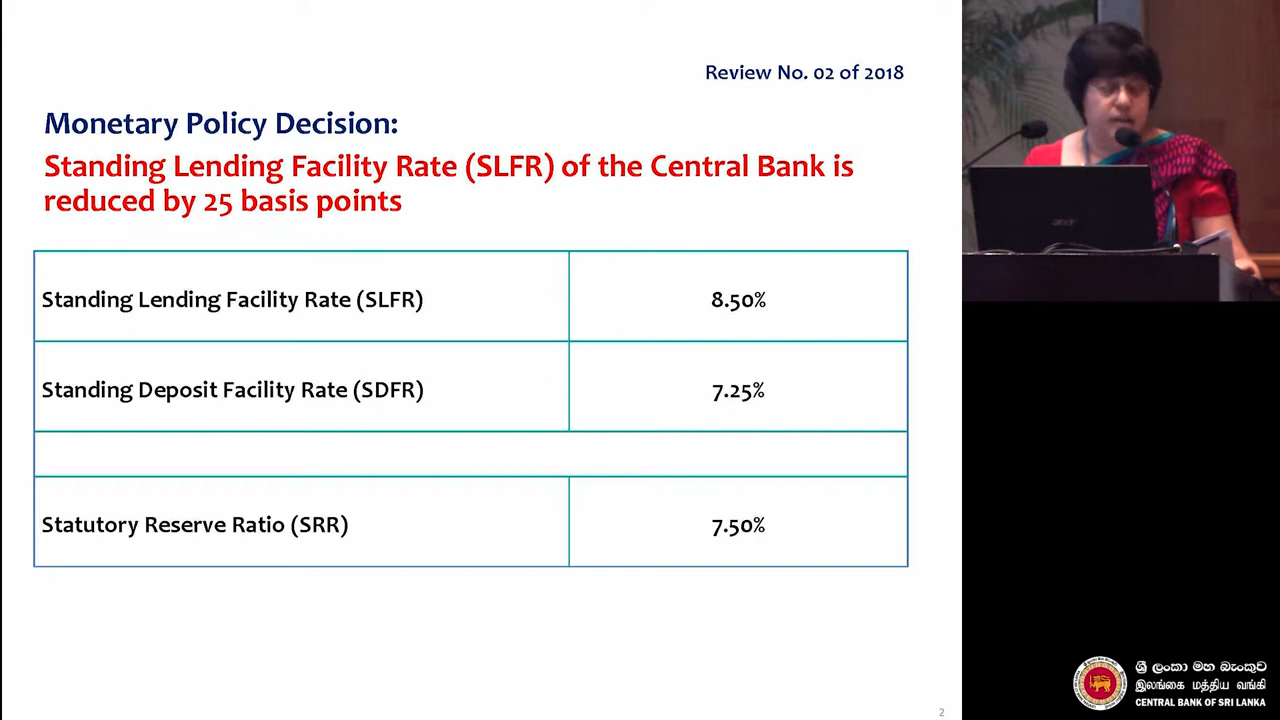 Review No. 02 of 2018
Monetary Policy Decision:
Standing Lending Facility Rate (SLFR) of the Central Bank is
reduced by 25 basis points
Standing Lending Facility Rate (SLFR) 8.50%
Standing Deposit Facility Rate (SDFR) 7.25%
Statutory Reserve Ratio (SRR) 7.50%
acer
2
ශ්‍රී ලංකා මහ බැංකුව
இலங்கை மத்திய வங்கி
CENTRAL BANK OF SRI LANKA